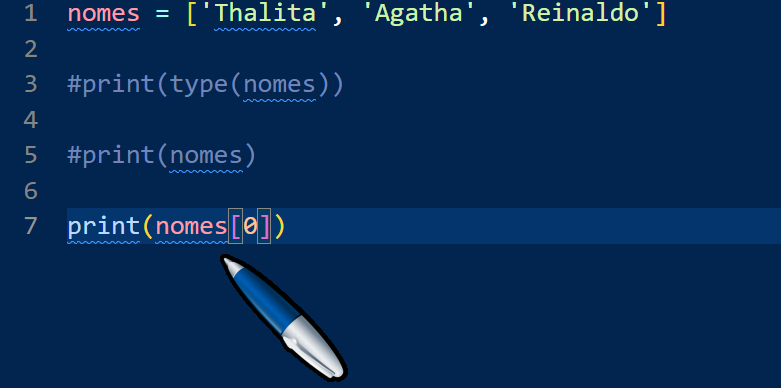 1 nomes = ['Thalita', 'Agatha', 'Reinaldo']
2
3 #print(type(nomes))
4
5 #print(nomes)
6
7 print(nomes[0])